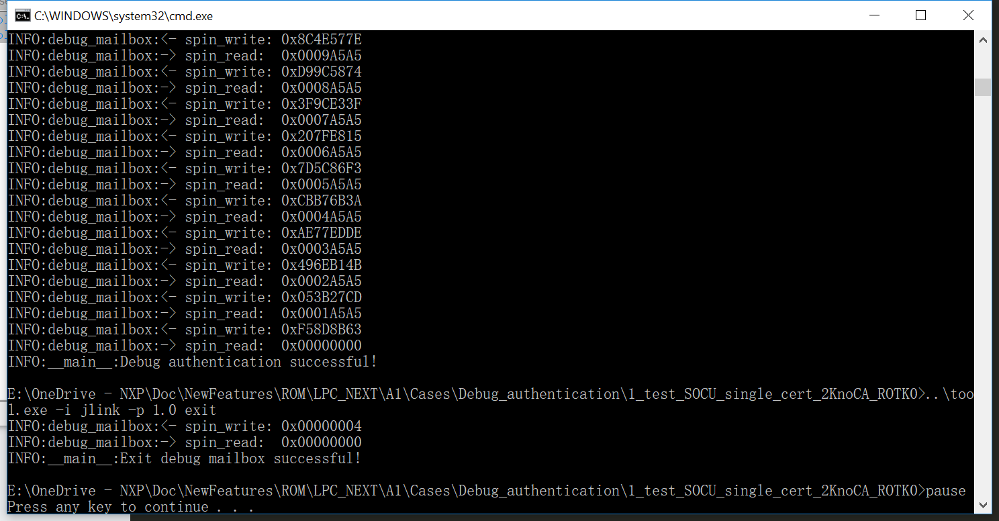 C:\WINDOWS\system32\cmd.exe
INFO:debug_mailbox:<- spin_write: 0x8C4E577E
INFO:debug_mailbox:-> spin_read:  0x0009A5A5
INFO:debug_mailbox:<- spin_write: 0xD99C5874
INFO:debug_mailbox:-> spin_read:  0x0008A5A5
INFO:debug_mailbox:<- spin_write: 0x3F9CE33F
INFO:debug_mailbox:-> spin_read:  0x0007A5A5
INFO:debug_mailbox:<- spin_write: 0x207FE815
INFO:debug_mailbox:-> spin_read:  0x0006A5A5
INFO:debug_mailbox:<- spin_write: 0x7D5C86F3
INFO:debug_mailbox:-> spin_read:  0x0005A5A5
INFO:debug_mailbox:<- spin_write: 0xCBB76B3A
INFO:debug_mailbox:-> spin_read:  0x0004A5A5
INFO:debug_mailbox:<- spin_write: 0xAE77EDDE
INFO:debug_mailbox:-> spin_read:  0x0003A5A5
INFO:debug_mailbox:<- spin_write: 0x496EB14B
INFO:debug_mailbox:-> spin_read:  0x0002A5A5
INFO:debug_mailbox:<- spin_write: 0x053B27CD
INFO:debug_mailbox:-> spin_read:  0x0001A5A5
INFO:debug_mailbox:<- spin_write: 0xF58D8B63
INFO:debug_mailbox:-> spin_read:  0x00000000
INFO:__main__:Debug authentication successful!
E:\OneDrive - NXP\Doc\NewFeatures\ROM\LPC_NEXT\A1\Cases\Debug_authentication\1_test_SOCU_single_cert_2KnoCA_ROTK0>..\too
l.exe -i jlink -p 1.0 exit
INFO:debug_mailbox:<- spin_write: 0x00000004
INFO:debug_mailbox:-> spin_read:  0x00000000
INFO:__main__:Exit debug mailbox successful!
E:\OneDrive - NXP\Doc\NewFeatures\ROM\LPC_NEXT\A1\Cases\Debug_authentication\1_test_SOCU_single_cert_2KnoCA_ROTK0>pause
Press any key to continue . . .